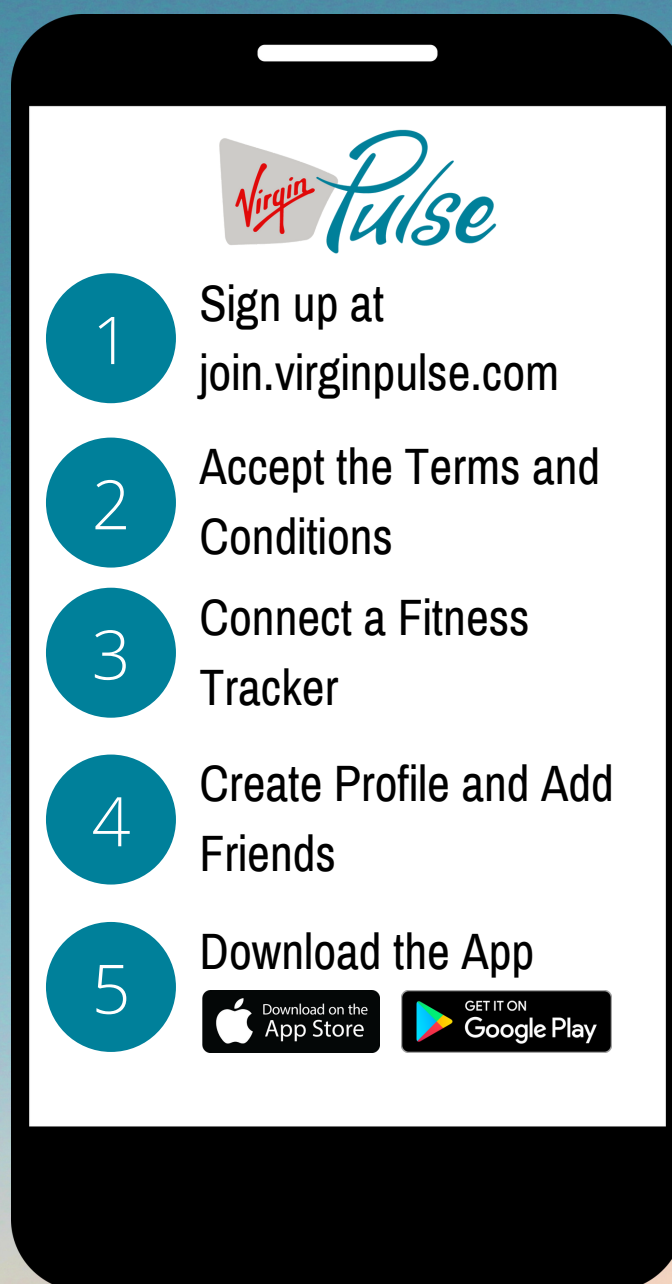 Virgin Pulse
1
Sign up at
join.virginpulse.com
2
Accept the Terms and
Conditions
3
Connect a Fitness
Tracker
4
Create Profile and Add
Friends
5
Download the App
Download on the
App Store
GET IT ON
Google Play